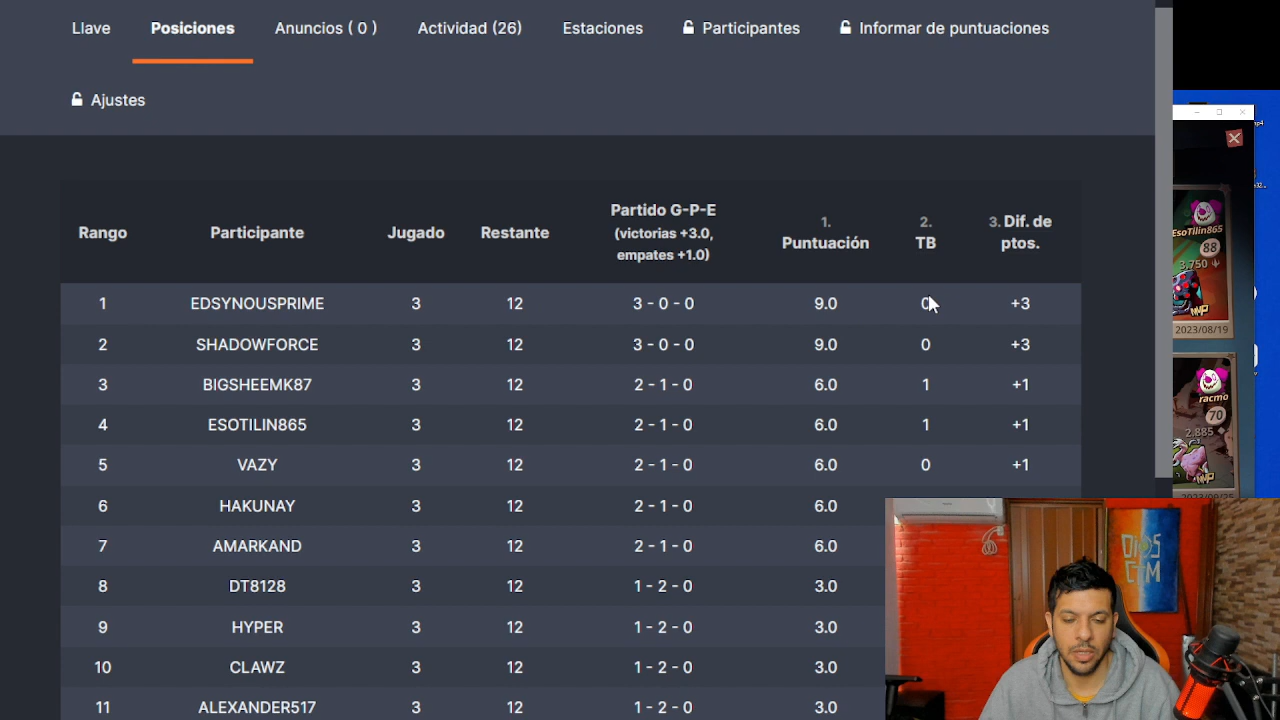 Llave Posiciones Anuncios ( 0 ) Actividad (26) Estaciones Participantes Informar de puntuaciones
Ajustes
Rango Participante Jugado Restante Partido G-P-E (victorias +3.0, empates +1.0) 1. Puntuación 2. TB 3. Dif. de ptos.
1 EDSYNOUSPRIME 3 12 3 - 0 - 0 9.0 0 +3
2 SHADOWFORCE 3 12 3 - 0 - 0 9.0 0 +3
3 BIGSHEEMK87 3 12 2 - 1 - 0 6.0 1 +1
4 ESOTILIN865 3 12 2 - 1 - 0 6.0 1 +1
5 VAZY 3 12 2 - 1 - 0 6.0 0 +1
6 HAKUNAY 3 12 2 - 1 - 0 6.0
7 AMARKAND 3 12 2 - 1 - 0 6.0
8 DT8128 3 12 1 - 2 - 0 3.0
9 HYPER 3 12 1 - 2 - 0 3.0
10 CLAWZ 3 12 1 - 2 - 0 3.0
11 ALEXANDER517 3 12 1 - 2 - 0 3.0
mp4
EsoTilin865
88
3.750
MVP
2023/08/19
racmo
70
2.885
MVP
DIOS
CTM